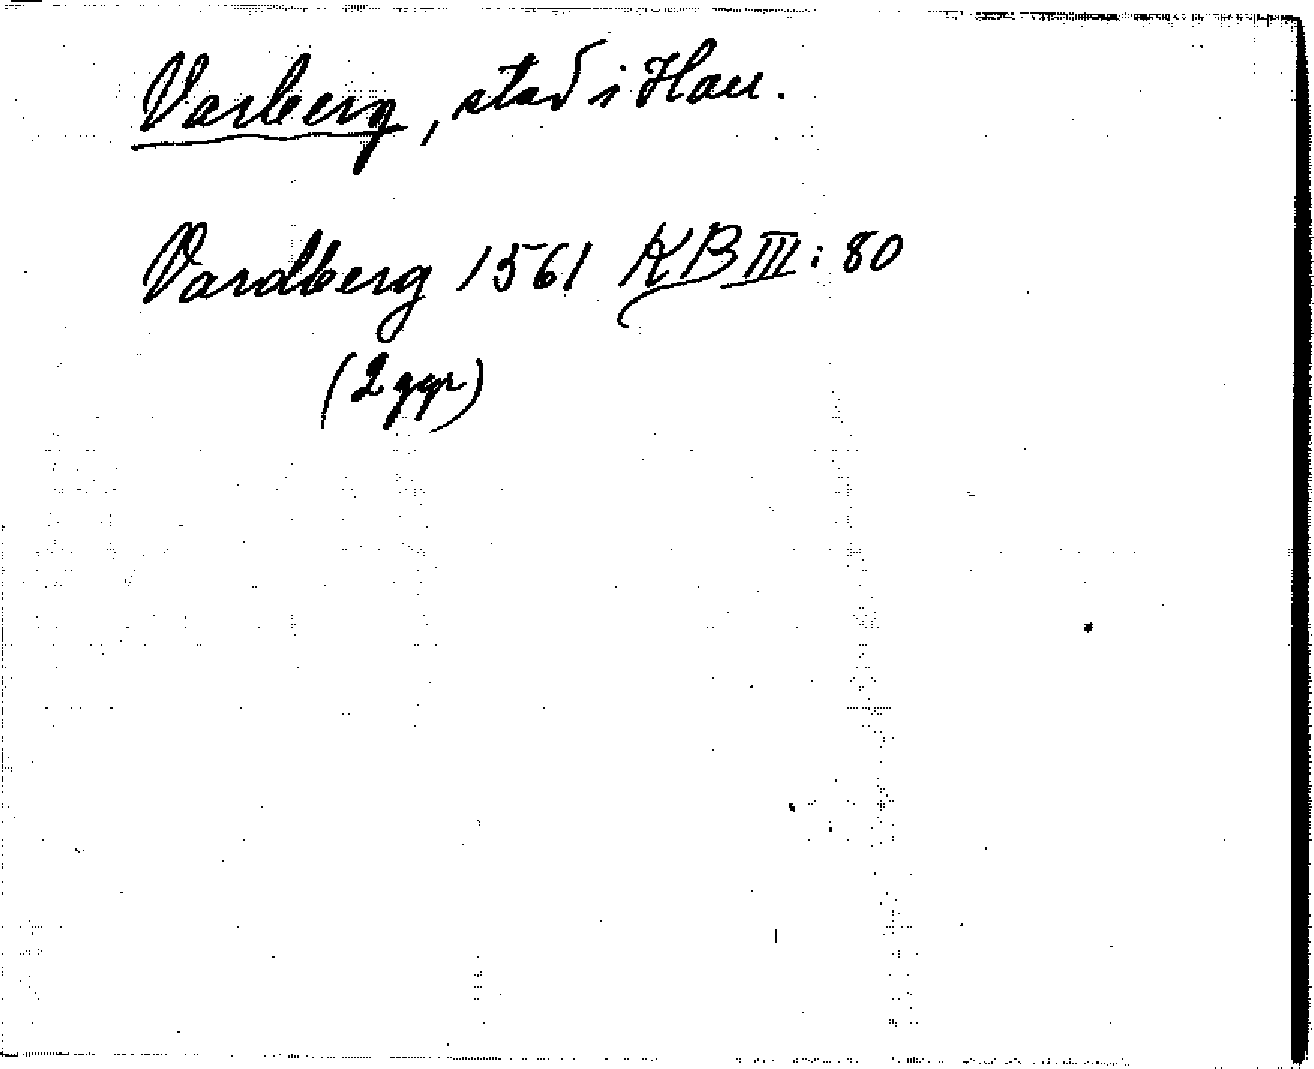 Varberg, stad i Hall.
Vardberg 1561 KB III: 80
(2 ggr)